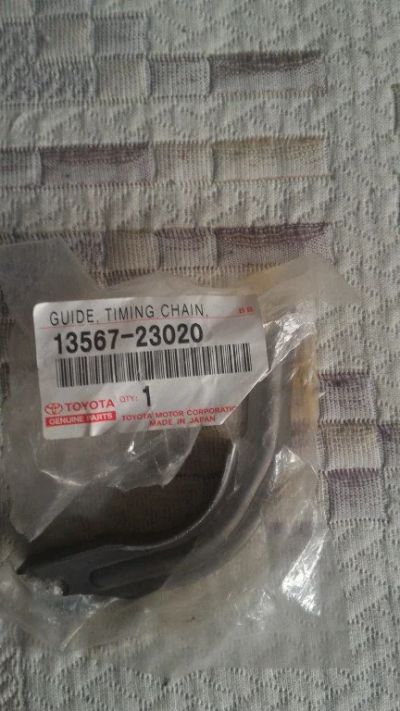 GUIDE, TIMING CHAIN,
13567-23020
TOYOTA
GENUINE PARTS
QTY: 1
TOYOTA MOTOR CORPORATION
MADE IN JAPAN